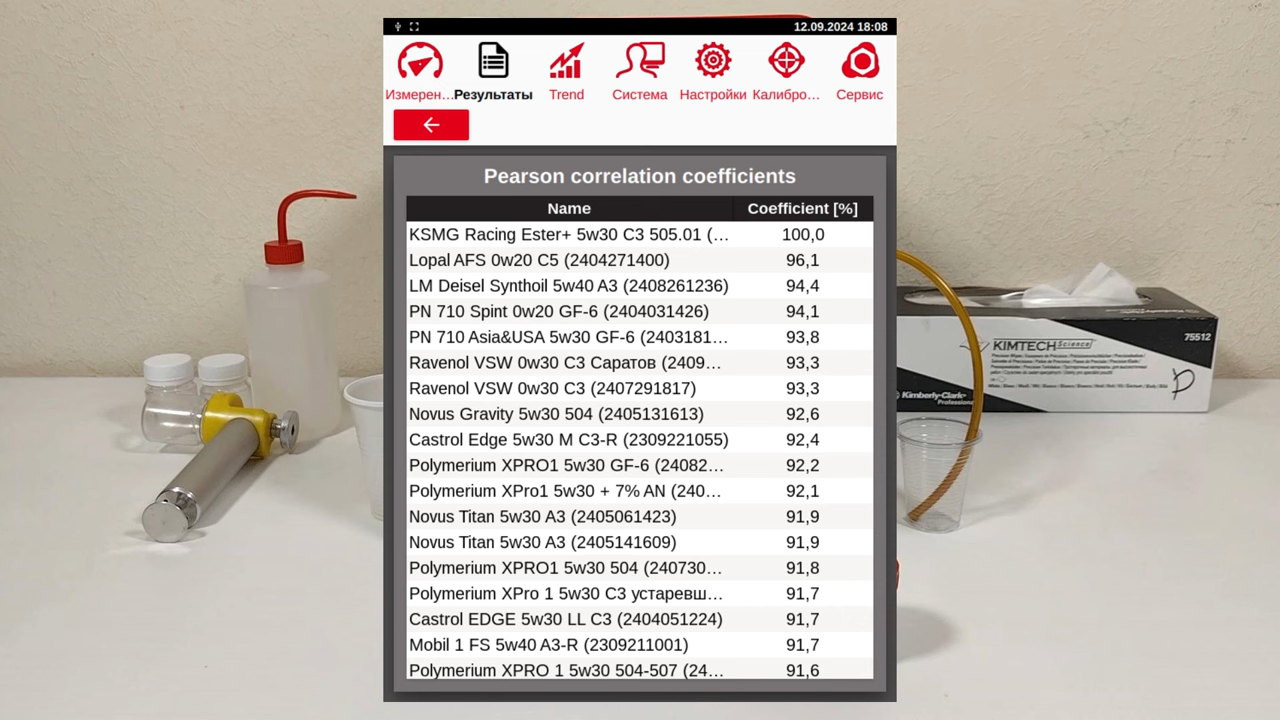 12.09.2024 18:08
Измерен… Результаты Trend Система Настройки Калибро… Сервис
Pearson correlation coefficients
Name Coefficient [%]
KSMG Racing Ester+ 5w30 C3 505.01 (… 100,0
Lopal AFS 0w20 C5 (2404271400) 96,1
LM Deisel Synthoil 5w40 A3 (2408261236) 94,4
PN 710 Spint 0w20 GF-6 (2404031426) 94,1
PN 710 Asia&USA 5w30 GF-6 (2403181… 93,8
Ravenol VSW 0w30 C3 Саратов (2409… 93,3
Ravenol VSW 0w30 C3 (2407291817) 93,3
Novus Gravity 5w30 504 (2405131613) 92,6
Castrol Edge 5w30 M C3-R (2309221055) 92,4
Polymerium XPRO1 5w30 GF-6 (24082… 92,2
Polymerium XPro1 5w30 + 7% AN (240… 92,1
Novus Titan 5w30 A3 (2405061423) 91,9
Novus Titan 5w30 A3 (2405141609) 91,9
Polymerium XPRO1 5w30 504 (240730… 91,8
Polymerium XPro 1 5w30 C3 устаревш… 91,7
Castrol EDGE 5w30 LL C3 (2404051224) 91,7
Mobil 1 FS 5w40 A3-R (2309211001) 91,7
Polymerium XPRO 1 5w30 504-507 (24… 91,6
75512
KIMTECH Science
Kimberly-Clark
Professional